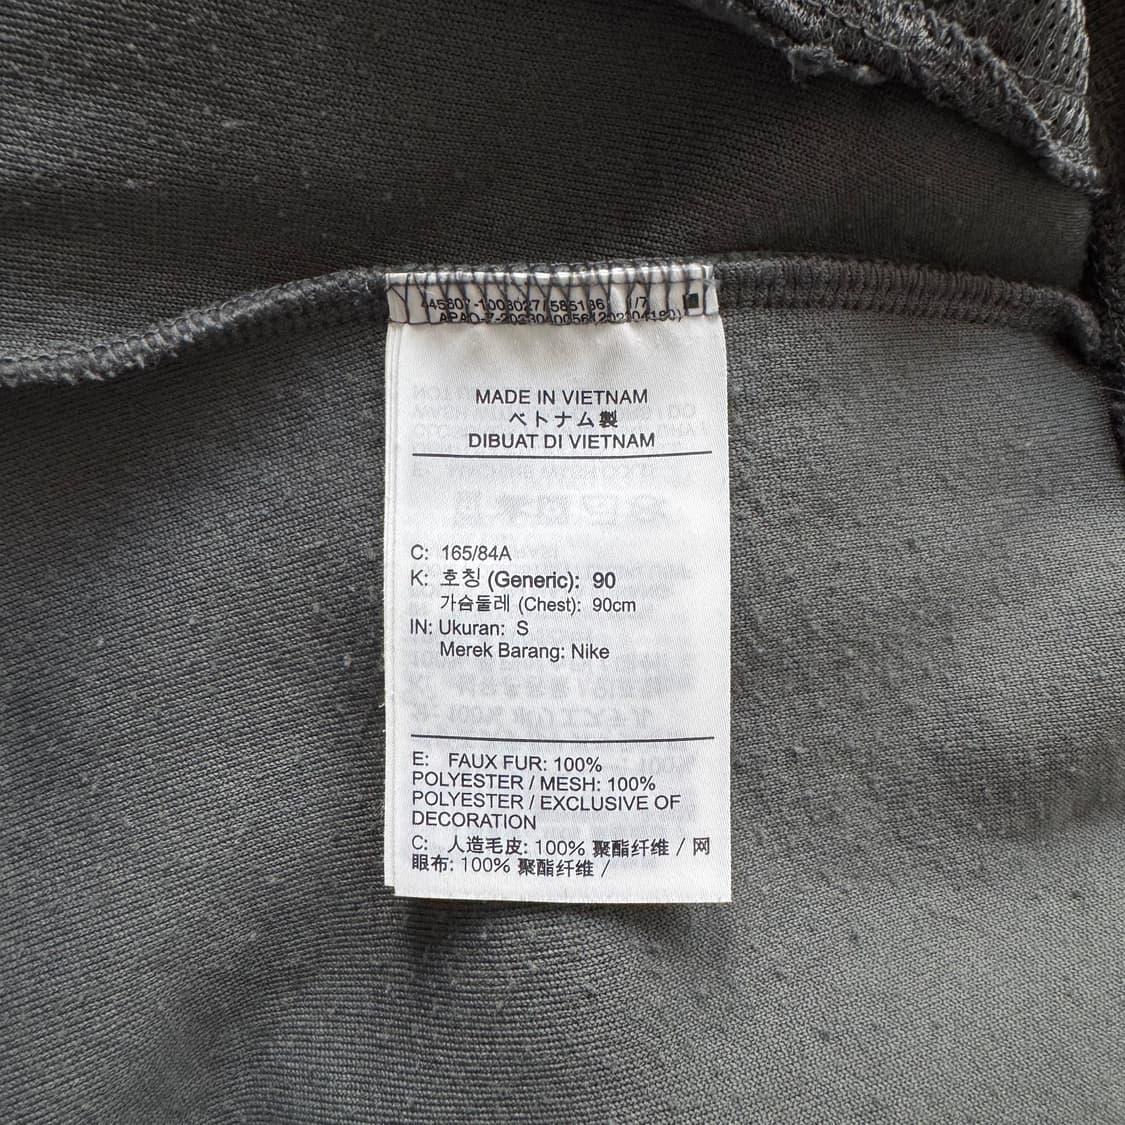 MADE IN VIETNAM
ベトナム製
DIBUAT DI VIETNAM
C: 165/84A
K: 호칭 (Generic): 90
가슴둘레 (Chest): 90cm
IN: Ukuran: S
Merek Barang: Nike
E: FAUX FUR: 100%
POLYESTER / MESH: 100%
POLYESTER / EXCLUSIVE OF
DECORATION
C: 人造毛皮: 100% 聚酯纤维 / 网
眼布: 100% 聚酯纤维 /